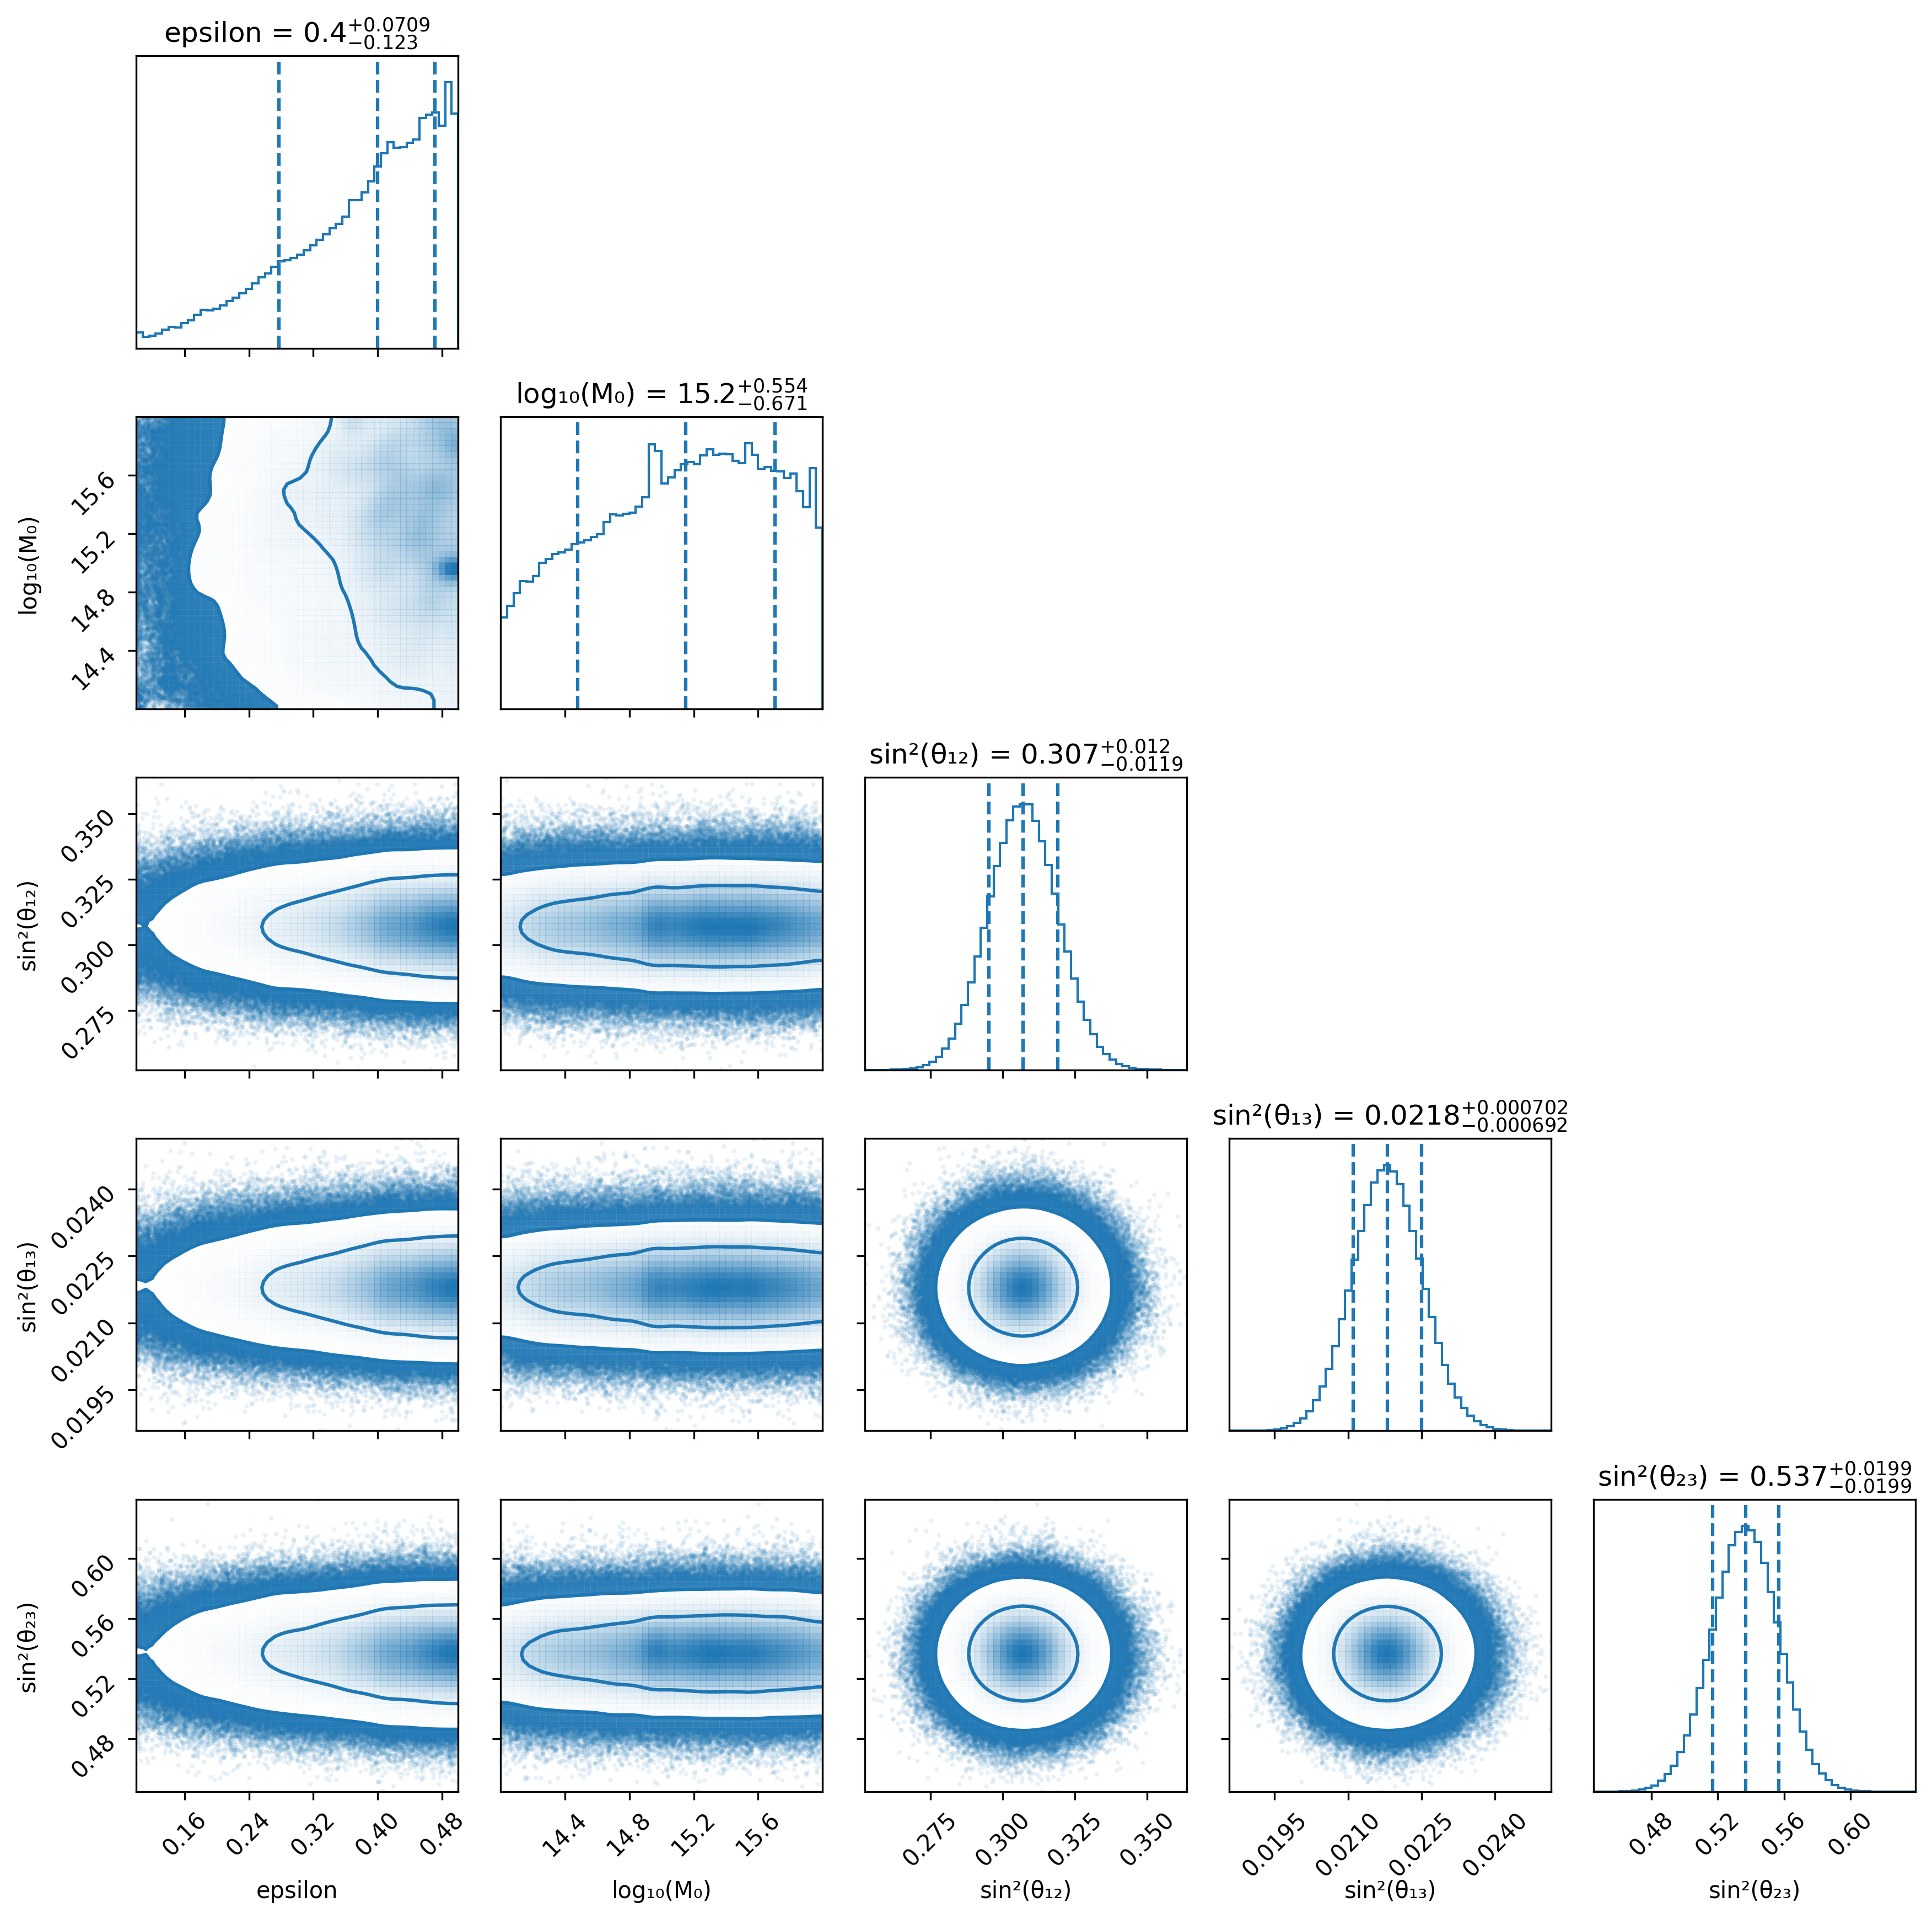 epsilon = 0.4+0.0709 −0.123
log₁₀(M₀) = 15.2+0.554 −0.671
15.6
15.2
14.8
14.4
log₁₀(M₀)
sin²(θ₁₂) = 0.307+0.012 −0.0119
0.350
0.325
0.300
0.275
sin²(θ₁₂)
sin²(θ₁₃) = 0.0218+0.000702 −0.000692
0.0240
0.0225
0.0210
0.0195
sin²(θ₁₃)
sin²(θ₂₃) = 0.537+0.0199 −0.0199
0.60
0.56
0.52
0.48
sin²(θ₂₃)
0.16 0.24 0.32 0.40 0.48
epsilon
14.4 14.8 15.2 15.6
log₁₀(M₀)
0.275 0.300 0.325 0.350
sin²(θ₁₂)
0.0195 0.0210 0.0225 0.0240
sin²(θ₁₃)
0.48 0.52 0.56 0.60
sin²(θ₂₃)